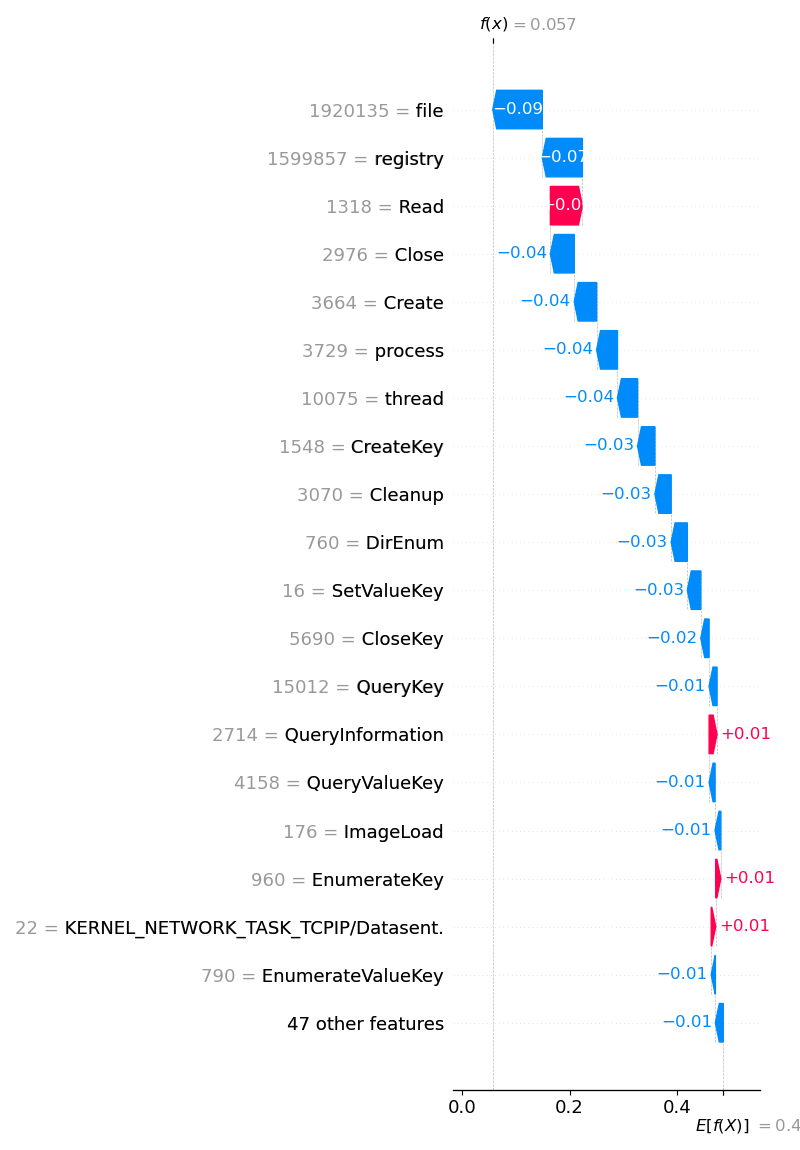 f(x) = 0.057
1920135 = file
−0.09
1599857 = registry
−0.07
1318 = Read
2976 = Close
−0.04
3664 = Create
−0.04
3729 = process
−0.04
10075 = thread
−0.04
1548 = CreateKey
−0.03
3070 = Cleanup
−0.03
760 = DirEnum
−0.03
16 = SetValueKey
−0.03
5690 = CloseKey
−0.02
15012 = QueryKey
−0.01
2714 = QueryInformation
+0.01
4158 = QueryValueKey
−0.01
176 = ImageLoad
−0.01
960 = EnumerateKey
+0.01
22 = KERNEL_NETWORK_TASK_TCPIP/Datasent.
+0.01
790 = EnumerateValueKey
−0.01
47 other features
−0.01
0.0 0.2 0.4
E[f(X)] = 0.4